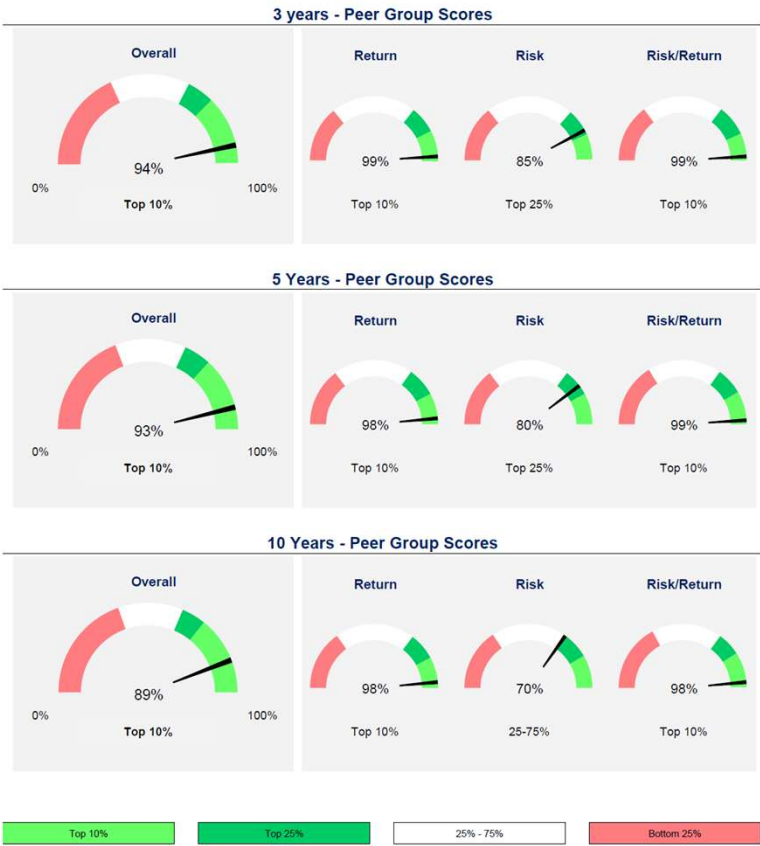 3 years - Peer Group Scores
Overall
Return Risk Risk/Return
94%
99% 85% 99%
0% 100%
Top 10%
Top 10% Top 25% Top 10%
5 Years - Peer Group Scores
Overall
Return Risk Risk/Return
93%
98% 80% 99%
0% 100%
Top 10%
Top 10% Top 25% Top 10%
10 Years - Peer Group Scores
Overall
Return Risk Risk/Return
89%
98% 70% 98%
0% 100%
Top 10%
Top 10% 25-75% Top 10%
Top 10% Top 25% 25% - 75% Bottom 25%